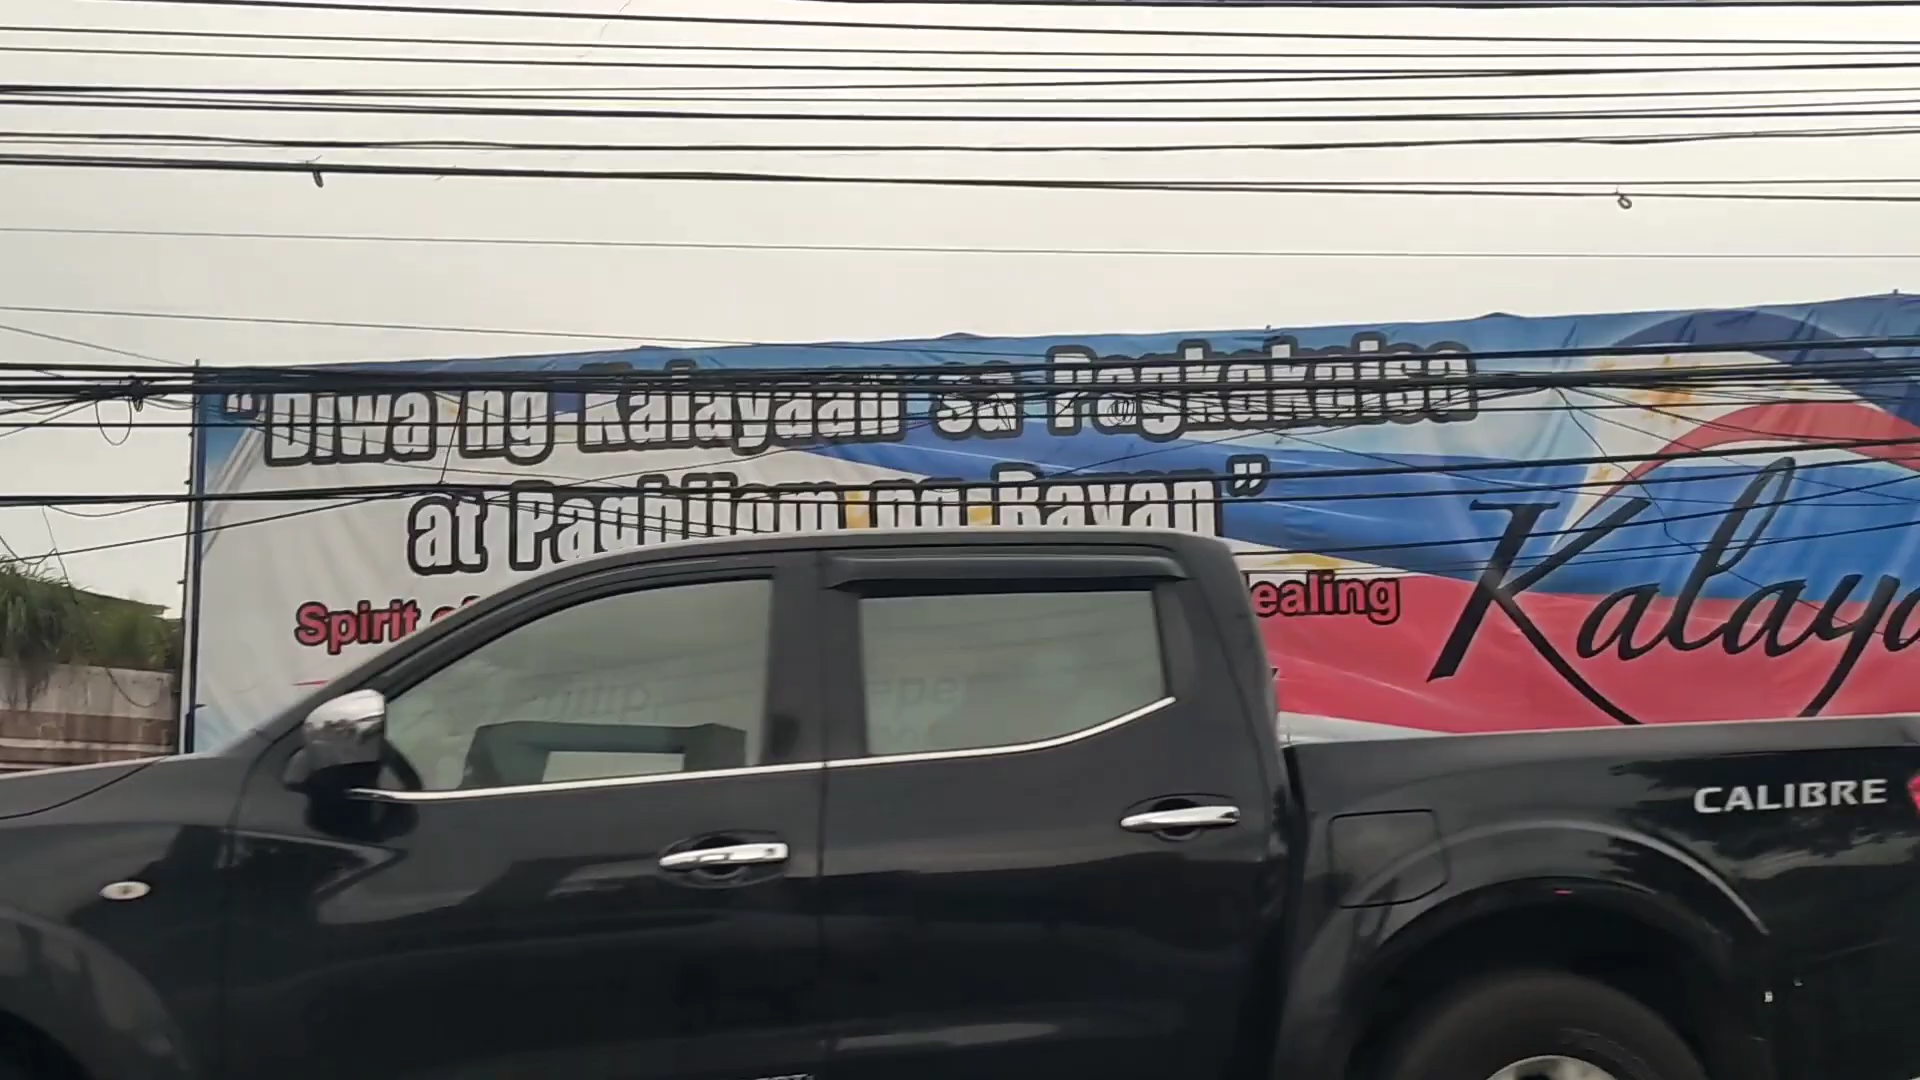 "Diwa ng Kalayaan sa Pagkakaisa
at Paghilom ng Bayan"
Spirit ealing
Kalaya
CALIBRE